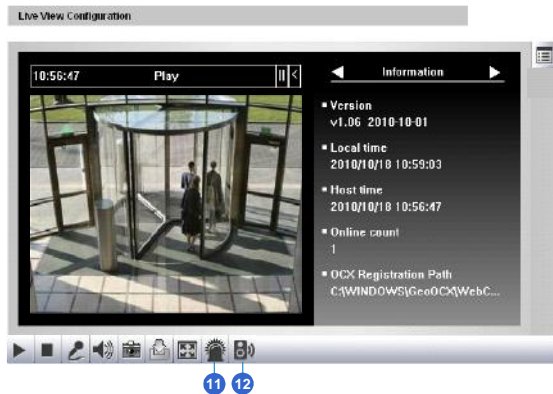 Live View Configuration
10:56:47 Play
Information
Version
v1.06 2010-10-01
Local time
2010/10/18 10:59:03
Host time
2010/10/18 10:56:47
Online count
1
OCX Registration Path
C:\WINDOWS\GeoOCX\WebC...
11 12